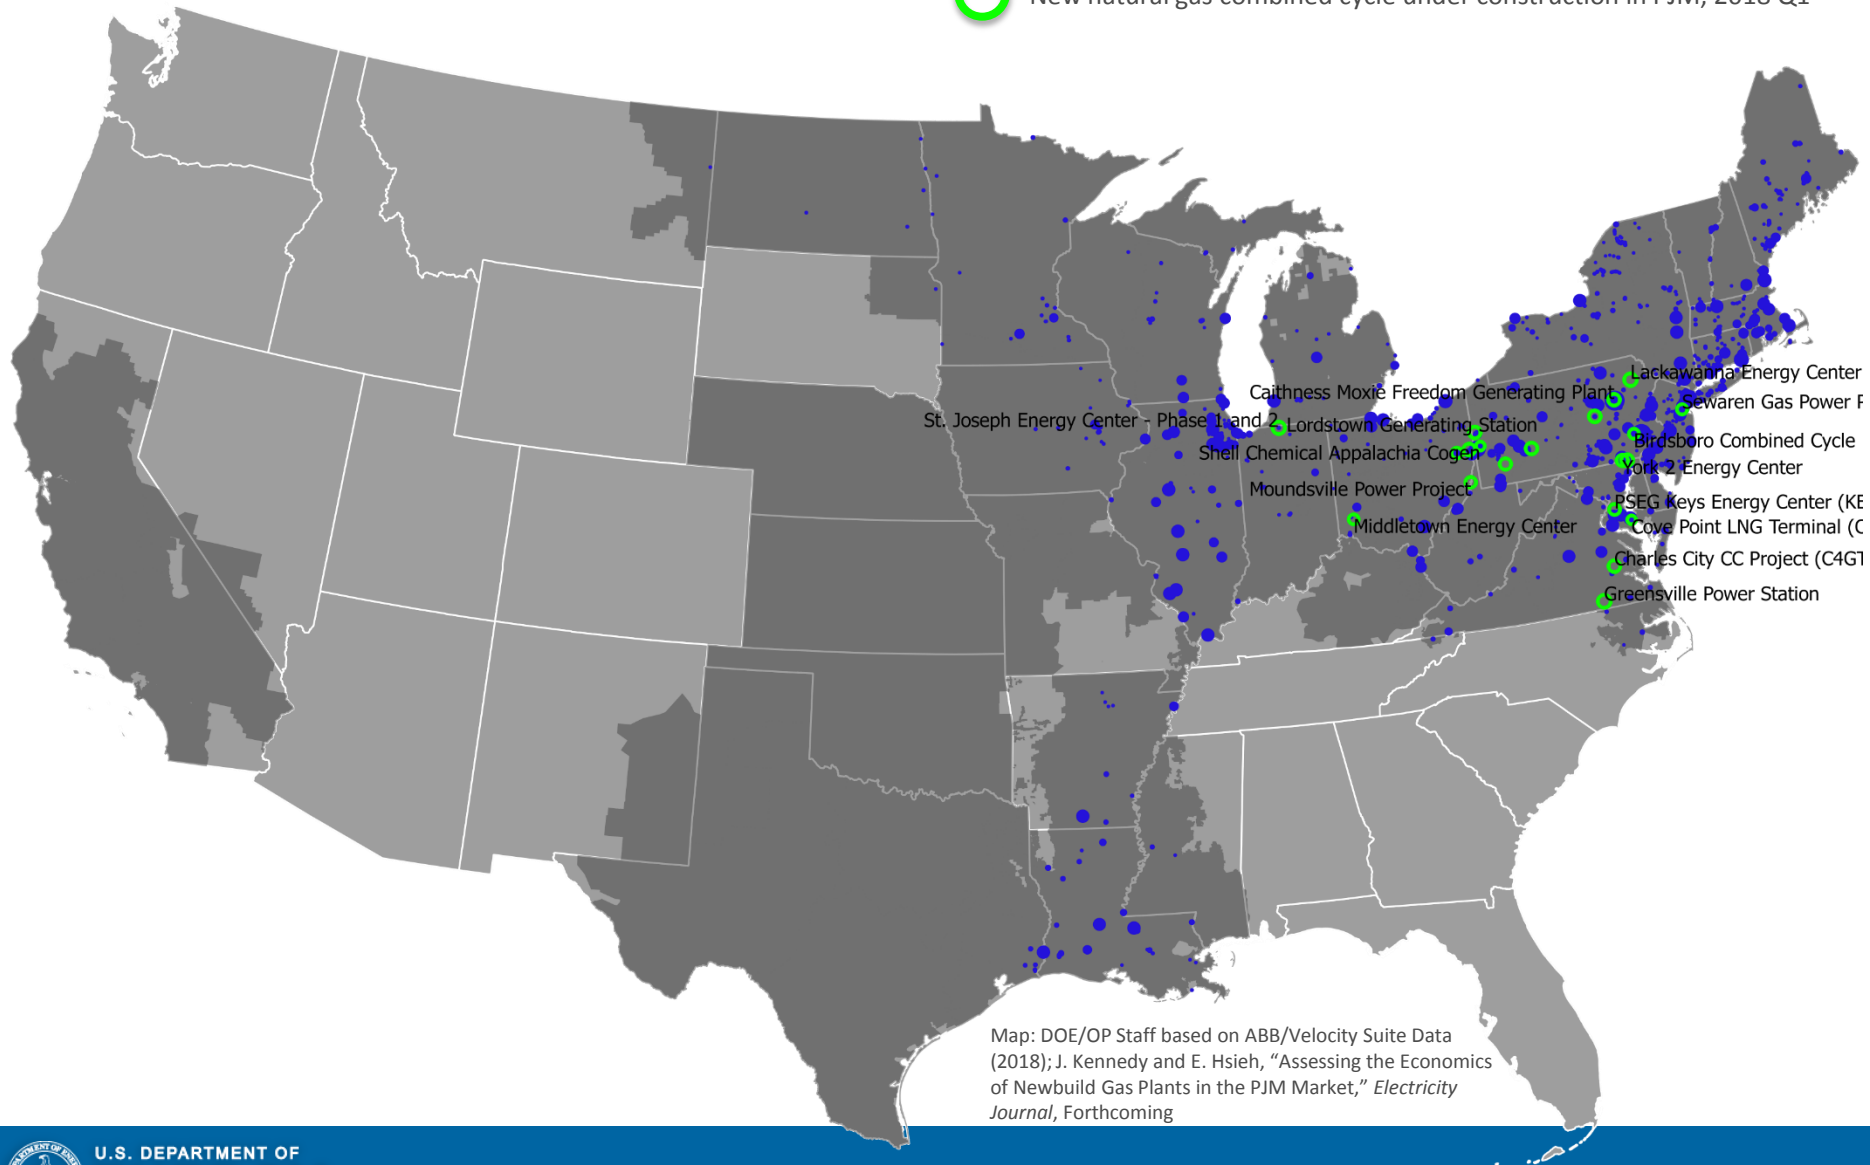 New natural gas combined cycle under construction in PJM, 2018 Q1
Lackawanna Energy Center
Caithness Moxie Freedom Generating Plant
Sewaren Gas Power
St. Joseph Energy Center - Phase 1 and 2
Lordstown Generating Station
Birdsboro Combined Cycle
Shell Chemical Appalachia Cogen
York 2 Energy Center
Moundsville Power Project
PSEG Keys Energy Center (KE
Middletown Energy Center
Cove Point LNG Terminal (C
Charles City CC Project (C4GT
Greensville Power Station
Map: DOE/OP Staff based on ABB/Velocity Suite Data
(2018); J. Kennedy and E. Hsieh, “Assessing the Economics
of Newbuild Gas Plants in the PJM Market,” Electricity
Journal, Forthcoming
U.S. DEPARTMENT OF